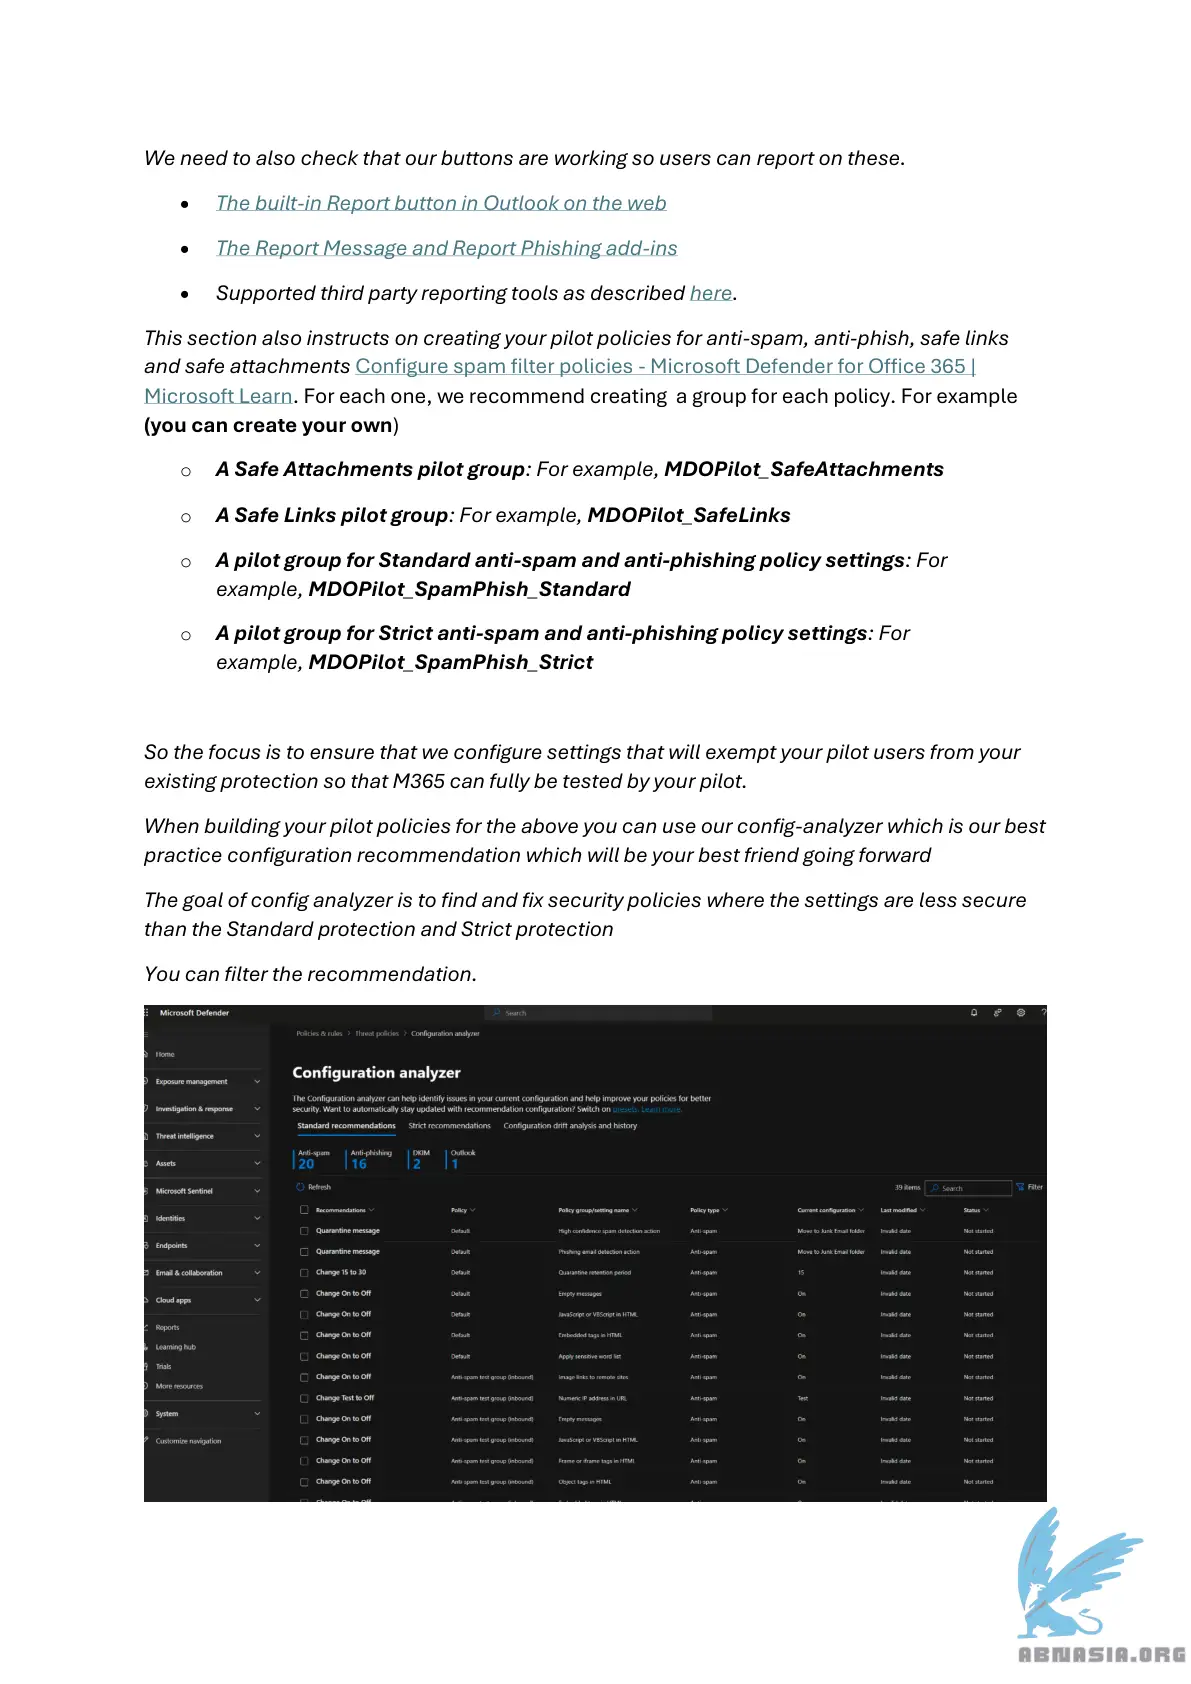 We need to also check that our buttons are working so users can report on these.
• The built-in Report button in Outlook on the web
• The Report Message and Report Phishing add-ins
• Supported third party reporting tools as described here.
This section also instructs on creating your pilot policies for anti-spam, anti-phish, safe links
and safe attachments Configure spam filter policies - Microsoft Defender for Office 365 |
Microsoft Learn. For each one, we recommend creating  a group for each policy. For example
(you can create your own)
o A Safe Attachments pilot group: For example, MDOPilot_SafeAttachments
o A Safe Links pilot group: For example, MDOPilot_SafeLinks
o A pilot group for Standard anti-spam and anti-phishing policy settings: For
example, MDOPilot_SpamPhish_Standard
o A pilot group for Strict anti-spam and anti-phishing policy settings: For
example, MDOPilot_SpamPhish_Strict
So the focus is to ensure that we configure settings that will exempt your pilot users from your
existing protection so that M365 can fully be tested by your pilot.
When building your pilot policies for the above you can use our config-analyzer which is our best
practice configuration recommendation which will be your best friend going forward
The goal of config analyzer is to find and fix security policies where the settings are less secure
than the Standard protection and Strict protection
You can filter the recommendation.
Microsoft Defender
Search
Home
Exposure management
Investigation & response
Threat intelligence
Assets
Microsoft Sentinel
Identities
Endpoints
Email & collaboration
Cloud apps
Reports
Learning hub
Trials
More resources
System
Customize navigation
Policies & rules > Threat policies > Configuration analyzer
Configuration analyzer
The Configuration analyzer can help identify issues in your current configuration and help improve your policies for better
security. Want to automatically stay updated with recommendation configuration? Switch on presets. Learn more.
Standard recommendations Strict recommendations Configuration drift analysis and history
Anti-spam Anti-phishing DKIM Outlook
20 16 2 1
Refresh 39 items Search Filter
Recommendations Policy Policy group/setting name Policy type Current configuration Last modified Status
Quarantine message Default High confidence spam detection action Anti-spam Move to Junk Email folder Invalid date Not started
Quarantine message Default Phishing email detection action Anti-spam Move to Junk Email folder Invalid date Not started
Change 15 to 30 Default Quarantine retention period Anti-spam 15 Invalid date Not started
Change On to Off Default Empty messages Anti-spam On Invalid date Not started
Change On to Off Default JavaScript or VBScript in HTML Anti-spam On Invalid date Not started
Change On to Off Default Embedded tags in HTML Anti-spam On Invalid date Not started
Change On to Off Default Apply sensitive word list Anti-spam On Invalid date Not started
Change On to Off Anti-spam test group (inbound) Image links to remote sites Anti-spam On Invalid date Not started
Change Test to Off Anti-spam test group (inbound) Numeric IP address in URL Anti-spam Test Invalid date Not started
Change On to Off Anti-spam test group (inbound) Empty messages Anti-spam On Invalid date Not started
Change On to Off Anti-spam test group (inbound) JavaScript or VBScript in HTML Anti-spam On Invalid date Not started
Change On to Off Anti-spam test group (inbound) Frame or iframe tags in HTML Anti-spam On Invalid date Not started
Change On to Off Anti-spam test group (inbound) Object tags in HTML Anti-spam On Invalid date Not started
ABNASIA.ORG